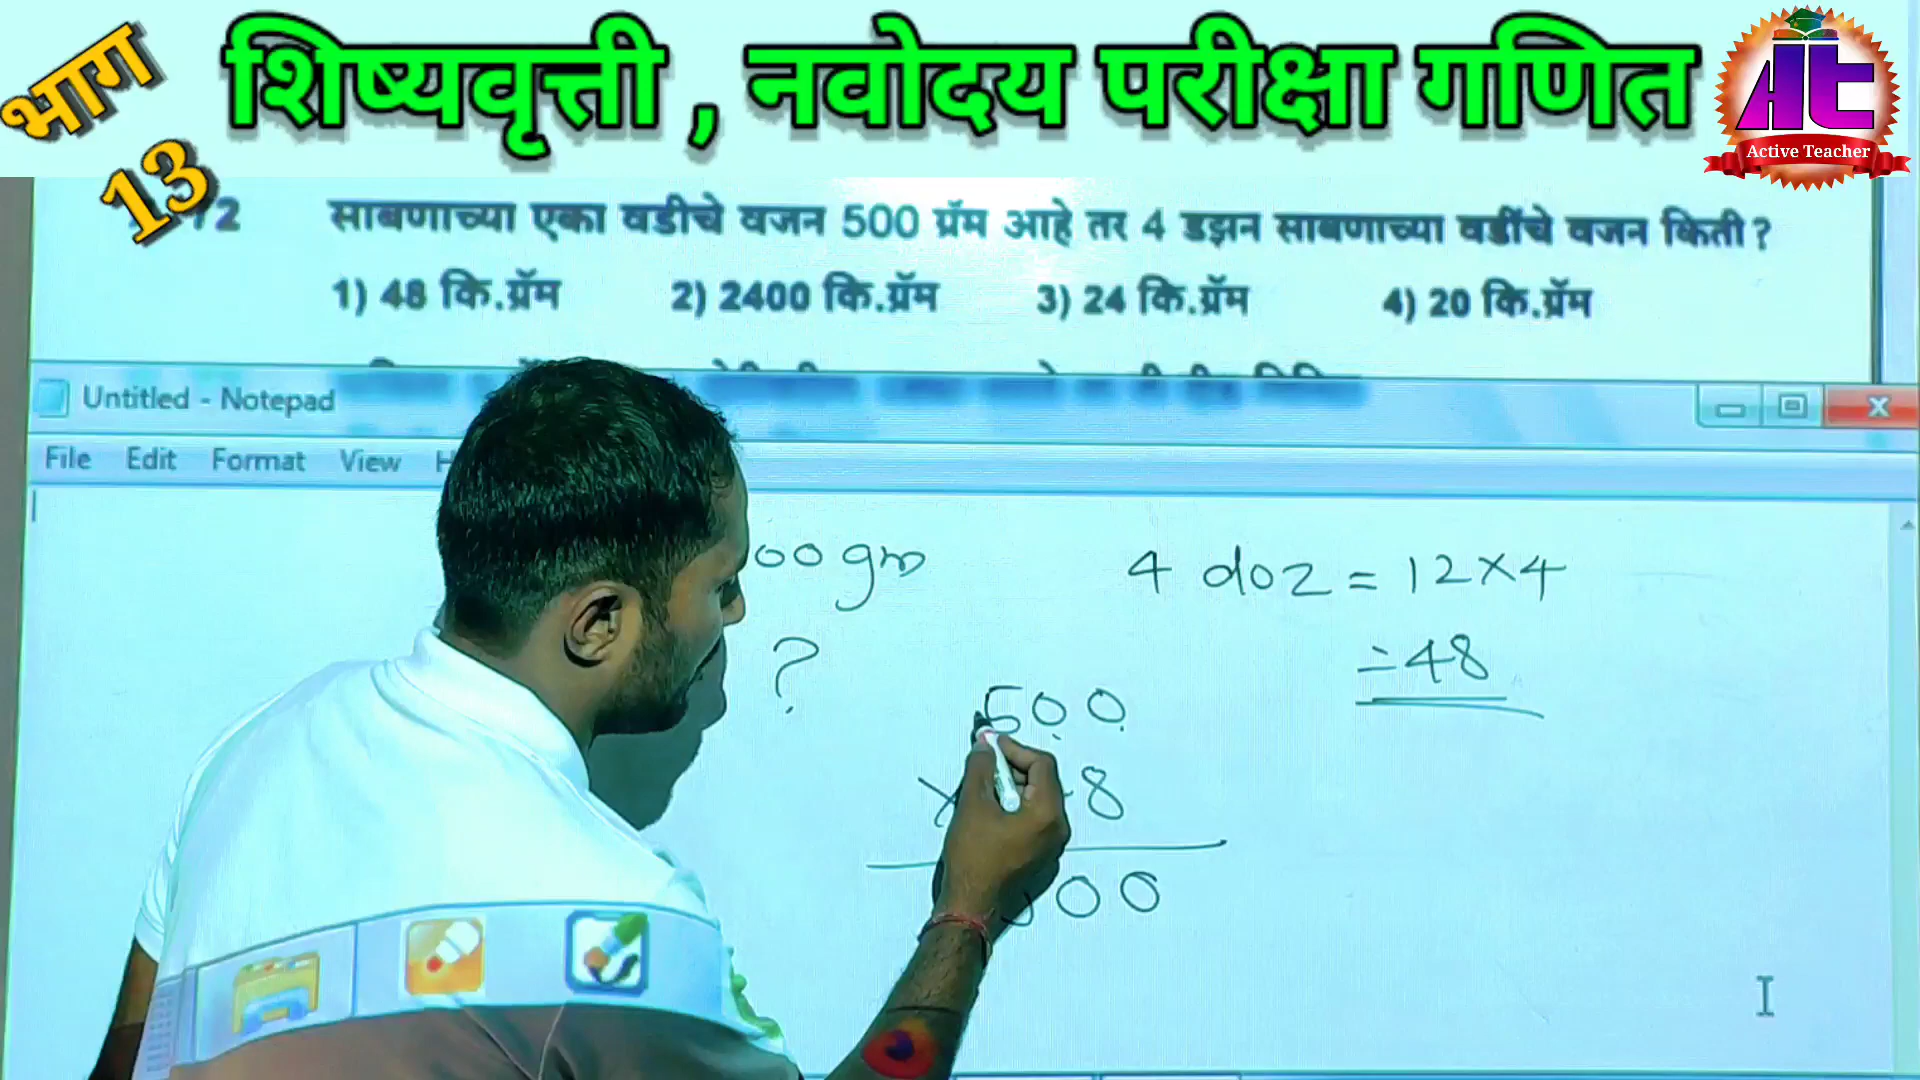 भाग
13
शिष्यवृत्ती , नवोदय परीक्षा गणित
At
Active Teacher
साबणाच्या एका वडीचे वजन 500 ग्रॅम आहे तर 4 डझन साबणाच्या वडींचे वजन किती ?
1) 48 कि.ग्रॅम 2) 2400 कि.ग्रॅम 3) 24 कि.ग्रॅम 4) 20 कि.ग्रॅम
Untitled - Notepad
File Edit Format View
00 gm
4 doz = 12 × 4
= 48
?
500
× 8
00